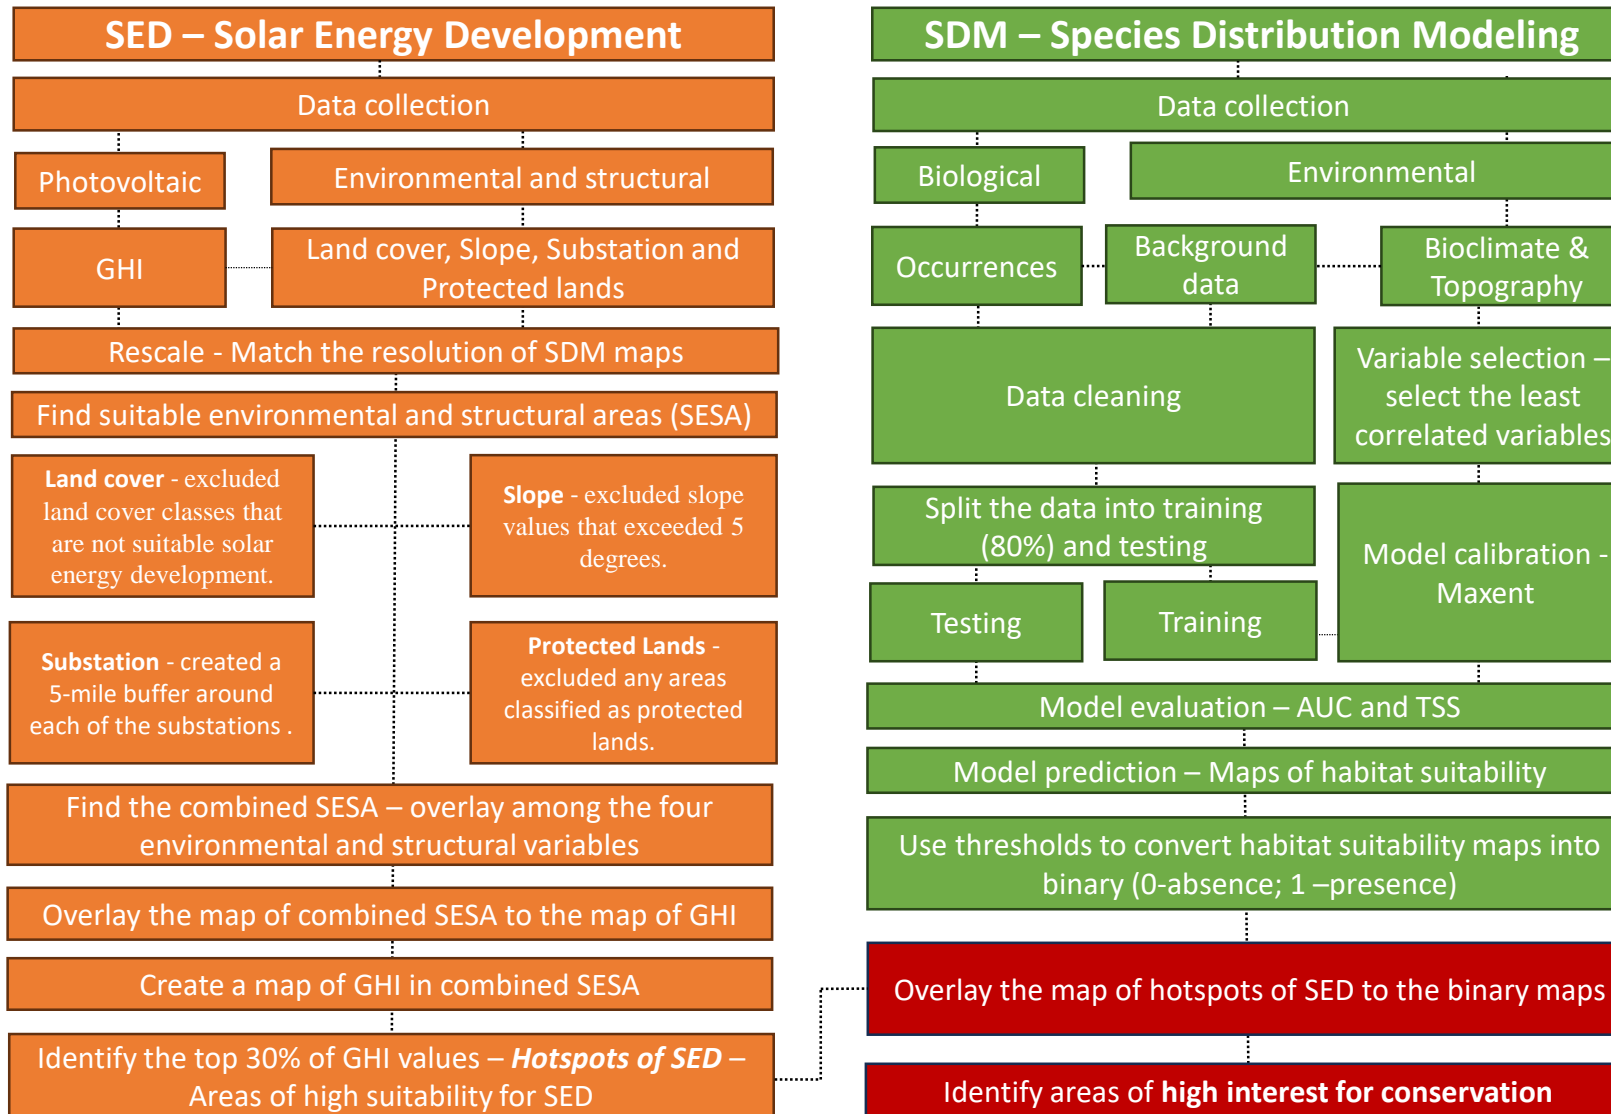 SED – Solar Energy Development
Data collection
Photovoltaic
Environmental and structural
GHI
Land cover, Slope, Substation and
Protected lands
Rescale - Match the resolution of SDM maps
Find suitable environmental and structural areas (SESA)
Land cover - excluded
land cover classes that
are not suitable solar
energy development.
Slope - excluded slope
values that exceeded 5
degrees.
Substation - created a
5-mile buffer around
each of the substations .
Protected Lands -
excluded any areas
classified as protected
lands.
Find the combined SESA – overlay among the four
environmental and structural variables
Overlay the map of combined SESA to the map of GHI
Create a map of GHI in combined SESA
Identify the top 30% of GHI values – Hotspots of SED –
Areas of high suitability for SED
SDM – Species Distribution Modeling
Data collection
Biological
Environmental
Occurrences
Background
data
Bioclimate &
Topography
Data cleaning
Variable selection –
select the least
correlated variables
Split the data into training
(80%) and testing
Model calibration -
Maxent
Testing
Training
Model evaluation – AUC and TSS
Model prediction – Maps of habitat suitability
Use thresholds to convert habitat suitability maps into
binary (0-absence; 1 –presence)
Overlay the map of hotspots of SED to the binary maps
Identify areas of high interest for conservation